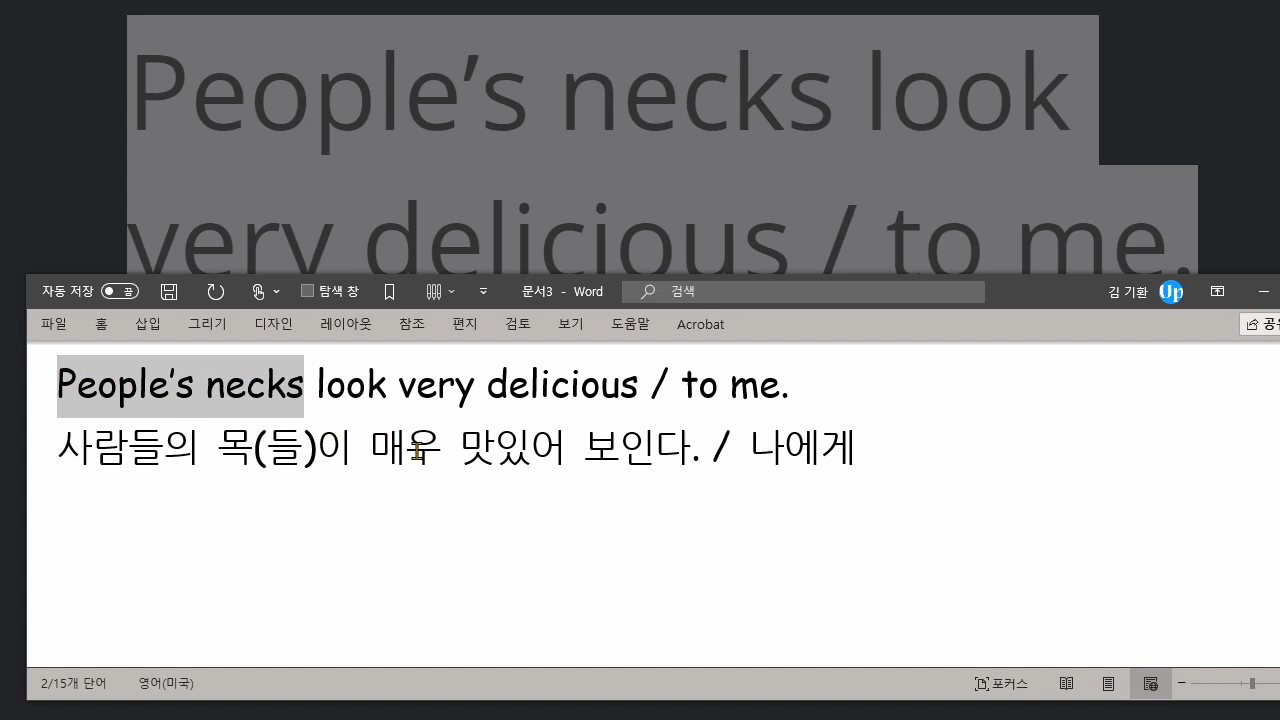 People’s necks look
very delicious / to me.
자동 저장 끔 탐색 창 문서3 - Word 검색 김 기환 Up
파일 홈 삽입 그리기 디자인 레이아웃 참조 편지 검토 보기 도움말 Acrobat 공유
People’s necks look very delicious / to me.
사람들의 목(들)이 매우 맛있어 보인다. / 나에게
2/15개 단어 영어(미국) 포커스